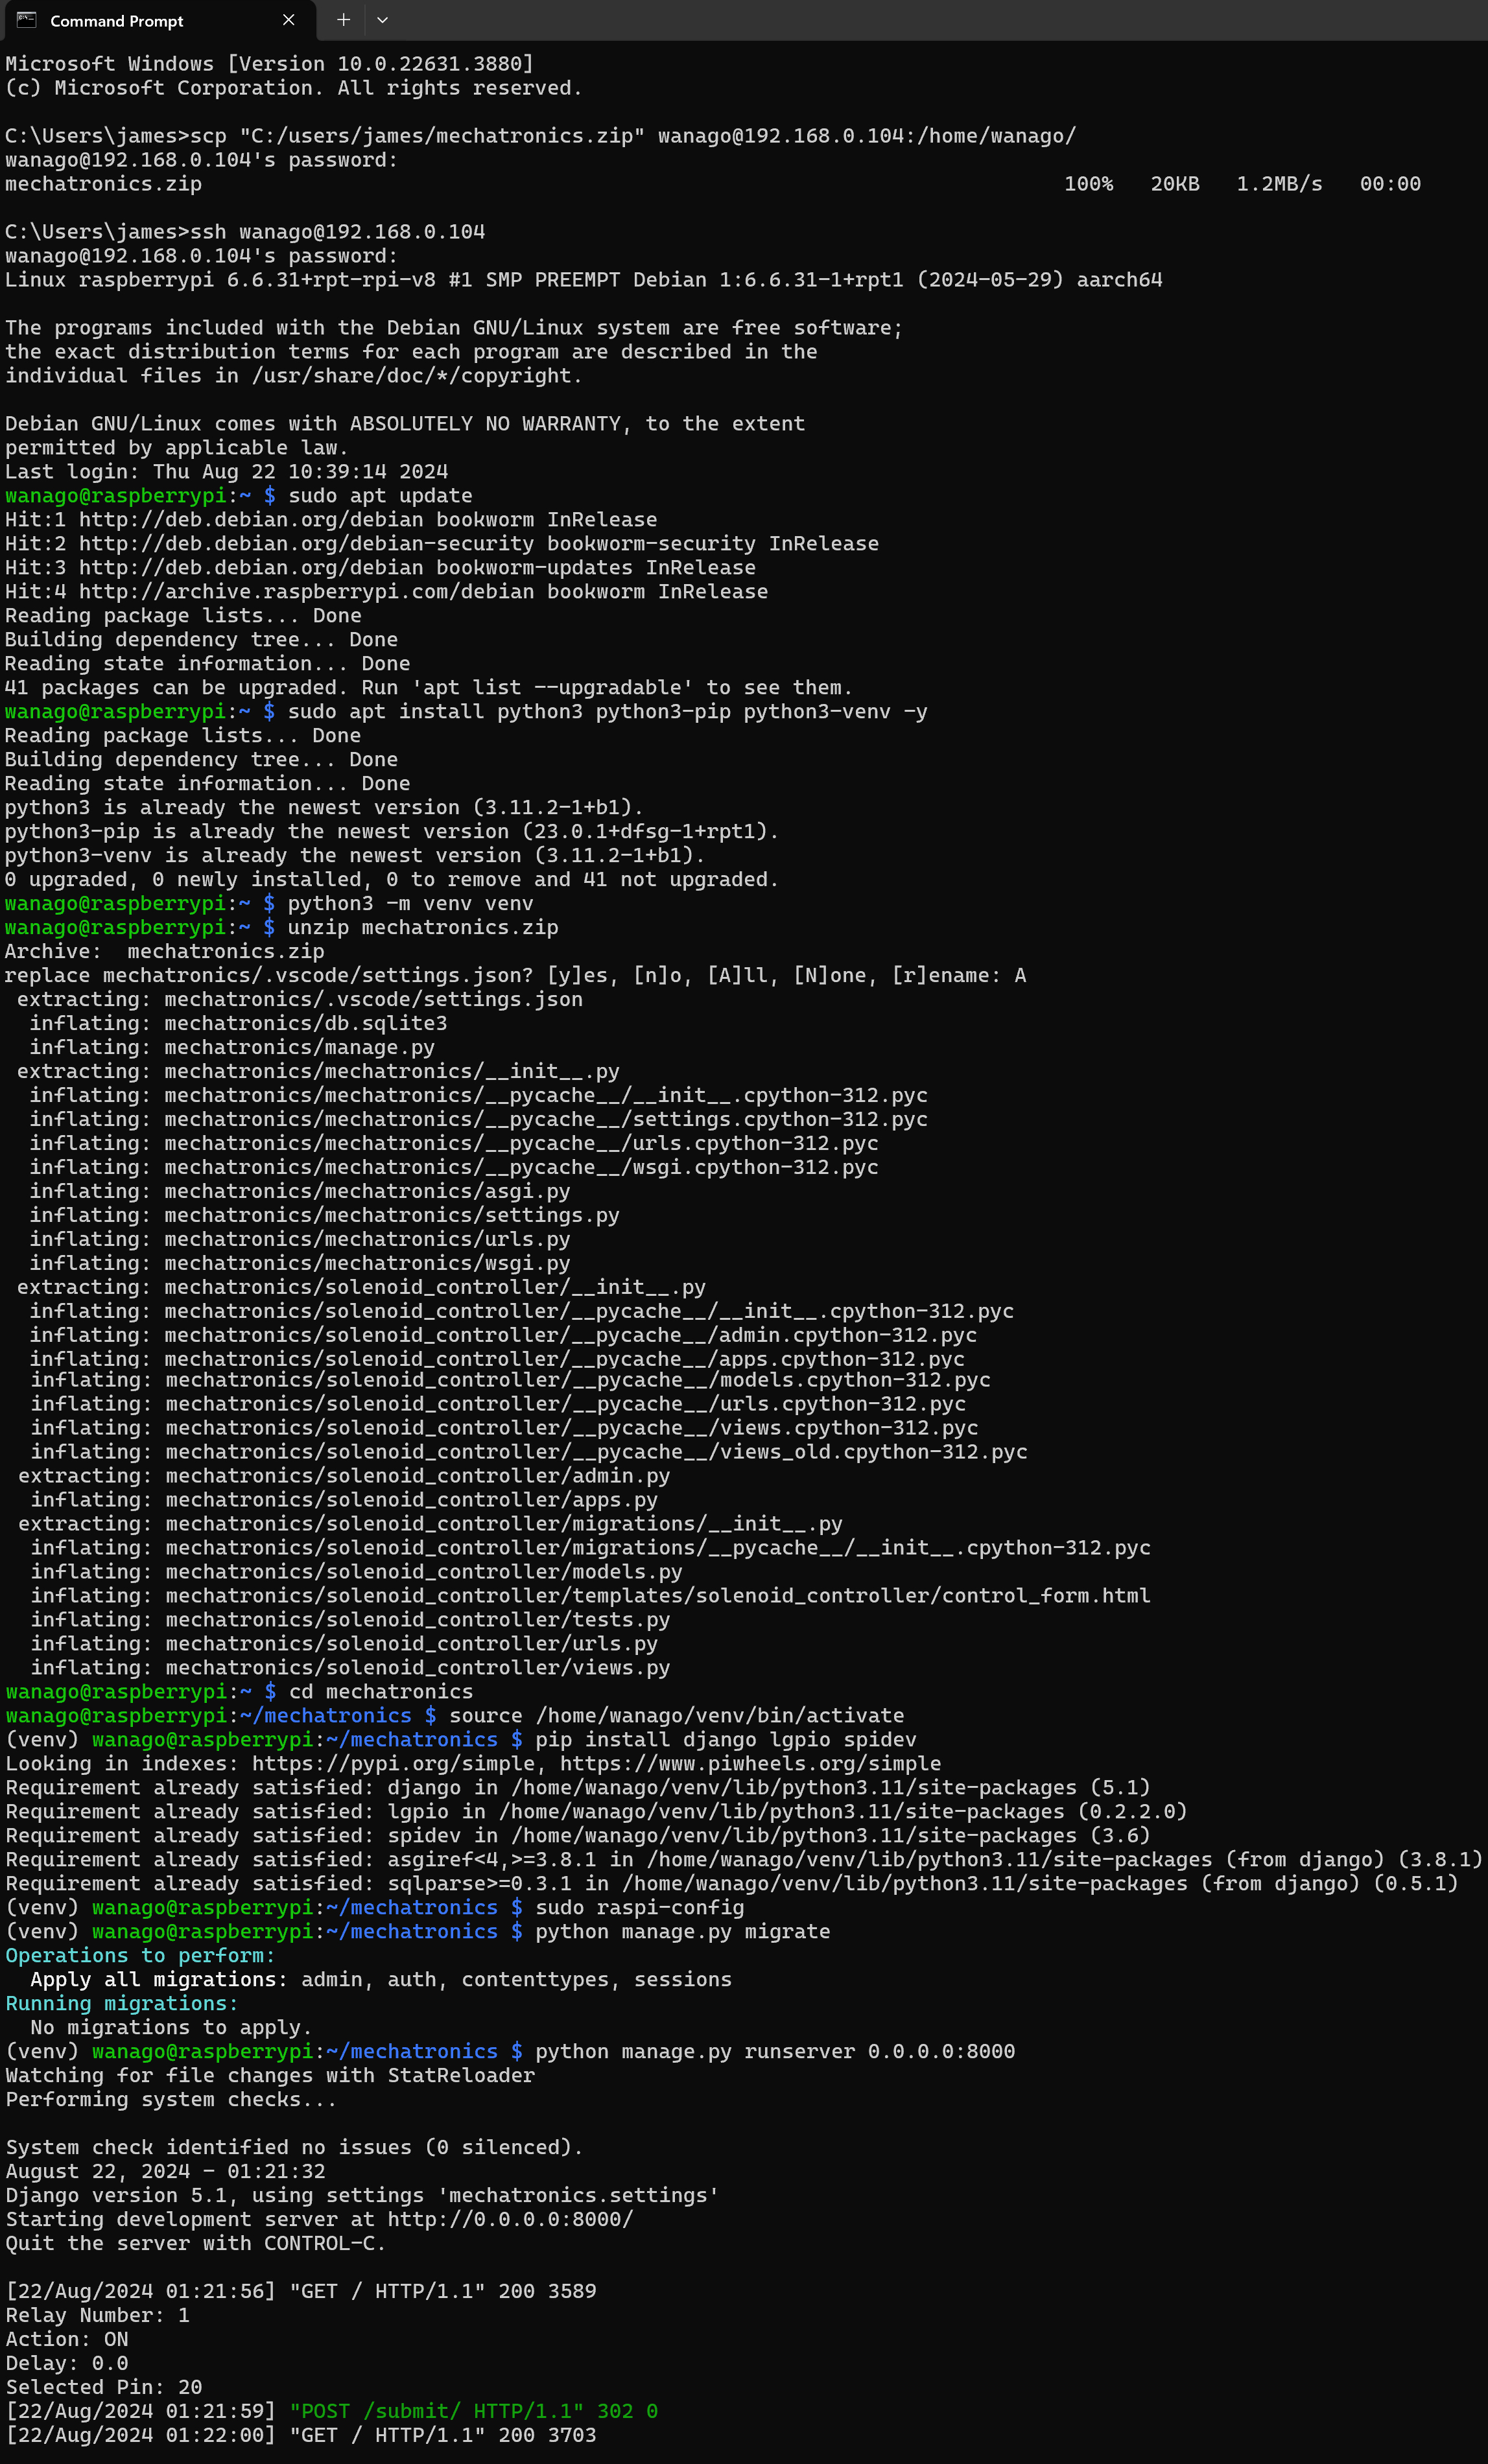 Command Prompt
Microsoft Windows [Version 10.0.22631.3880]
(c) Microsoft Corporation. All rights reserved.
C:\Users\james>scp "C:/users/james/mechatronics.zip" wanago@192.168.0.104:/home/wanago/
wanago@192.168.0.104's password:
mechatronics.zip 100% 20KB 1.2MB/s 00:00
C:\Users\james>ssh wanago@192.168.0.104
wanago@192.168.0.104's password:
Linux raspberrypi 6.6.31+rpt-rpi-v8 #1 SMP PREEMPT Debian 1:6.6.31-1+rpt1 (2024-05-29) aarch64
The programs included with the Debian GNU/Linux system are free software;
the exact distribution terms for each program are described in the
individual files in /usr/share/doc/*/copyright.
Debian GNU/Linux comes with ABSOLUTELY NO WARRANTY, to the extent
permitted by applicable law.
Last login: Thu Aug 22 10:39:14 2024
wanago@raspberrypi:~ $ sudo apt update
Hit:1 http://deb.debian.org/debian bookworm InRelease
Hit:2 http://deb.debian.org/debian-security bookworm-security InRelease
Hit:3 http://deb.debian.org/debian bookworm-updates InRelease
Hit:4 http://archive.raspberrypi.com/debian bookworm InRelease
Reading package lists... Done
Building dependency tree... Done
Reading state information... Done
41 packages can be upgraded. Run 'apt list --upgradable' to see them.
wanago@raspberrypi:~ $ sudo apt install python3 python3-pip python3-venv -y
Reading package lists... Done
Building dependency tree... Done
Reading state information... Done
python3 is already the newest version (3.11.2-1+b1).
python3-pip is already the newest version (23.0.1+dfsg-1+rpt1).
python3-venv is already the newest version (3.11.2-1+b1).
0 upgraded, 0 newly installed, 0 to remove and 41 not upgraded.
wanago@raspberrypi:~ $ python3 -m venv venv
wanago@raspberrypi:~ $ unzip mechatronics.zip
Archive:  mechatronics.zip
replace mechatronics/.vscode/settings.json? [y]es, [n]o, [A]ll, [N]one, [r]ename: A
 extracting: mechatronics/.vscode/settings.json
  inflating: mechatronics/db.sqlite3
  inflating: mechatronics/manage.py
 extracting: mechatronics/mechatronics/__init__.py
  inflating: mechatronics/mechatronics/__pycache__/__init__.cpython-312.pyc
  inflating: mechatronics/mechatronics/__pycache__/settings.cpython-312.pyc
  inflating: mechatronics/mechatronics/__pycache__/urls.cpython-312.pyc
  inflating: mechatronics/mechatronics/__pycache__/wsgi.cpython-312.pyc
  inflating: mechatronics/mechatronics/asgi.py
  inflating: mechatronics/mechatronics/settings.py
  inflating: mechatronics/mechatronics/urls.py
  inflating: mechatronics/mechatronics/wsgi.py
 extracting: mechatronics/solenoid_controller/__init__.py
  inflating: mechatronics/solenoid_controller/__pycache__/__init__.cpython-312.pyc
  inflating: mechatronics/solenoid_controller/__pycache__/admin.cpython-312.pyc
  inflating: mechatronics/solenoid_controller/__pycache__/apps.cpython-312.pyc
  inflating: mechatronics/solenoid_controller/__pycache__/models.cpython-312.pyc
  inflating: mechatronics/solenoid_controller/__pycache__/urls.cpython-312.pyc
  inflating: mechatronics/solenoid_controller/__pycache__/views.cpython-312.pyc
  inflating: mechatronics/solenoid_controller/__pycache__/views_old.cpython-312.pyc
 extracting: mechatronics/solenoid_controller/admin.py
  inflating: mechatronics/solenoid_controller/apps.py
 extracting: mechatronics/solenoid_controller/migrations/__init__.py
  inflating: mechatronics/solenoid_controller/migrations/__pycache__/__init__.cpython-312.pyc
  inflating: mechatronics/solenoid_controller/models.py
  inflating: mechatronics/solenoid_controller/templates/solenoid_controller/control_form.html
  inflating: mechatronics/solenoid_controller/tests.py
  inflating: mechatronics/solenoid_controller/urls.py
  inflating: mechatronics/solenoid_controller/views.py
wanago@raspberrypi:~ $ cd mechatronics
wanago@raspberrypi:~/mechatronics $ source /home/wanago/venv/bin/activate
(venv) wanago@raspberrypi:~/mechatronics $ pip install django lgpio spidev
Looking in indexes: https://pypi.org/simple, https://www.piwheels.org/simple
Requirement already satisfied: django in /home/wanago/venv/lib/python3.11/site-packages (5.1)
Requirement already satisfied: lgpio in /home/wanago/venv/lib/python3.11/site-packages (0.2.2.0)
Requirement already satisfied: spidev in /home/wanago/venv/lib/python3.11/site-packages (3.6)
Requirement already satisfied: asgiref<4,>=3.8.1 in /home/wanago/venv/lib/python3.11/site-packages (from django) (3.8.1)
Requirement already satisfied: sqlparse>=0.3.1 in /home/wanago/venv/lib/python3.11/site-packages (from django) (0.5.1)
(venv) wanago@raspberrypi:~/mechatronics $ sudo raspi-config
(venv) wanago@raspberrypi:~/mechatronics $ python manage.py migrate
Operations to perform:
  Apply all migrations: admin, auth, contenttypes, sessions
Running migrations:
  No migrations to apply.
(venv) wanago@raspberrypi:~/mechatronics $ python manage.py runserver 0.0.0.0:8000
Watching for file changes with StatReloader
Performing system checks...
System check identified no issues (0 silenced).
August 22, 2024 - 01:21:32
Django version 5.1, using settings 'mechatronics.settings'
Starting development server at http://0.0.0.0:8000/
Quit the server with CONTROL-C.
[22/Aug/2024 01:21:56] "GET / HTTP/1.1" 200 3589
Relay Number: 1
Action: ON
Delay: 0.0
Selected Pin: 20
[22/Aug/2024 01:21:59] "POST /submit/ HTTP/1.1" 302 0
[22/Aug/2024 01:22:00] "GET / HTTP/1.1" 200 3703